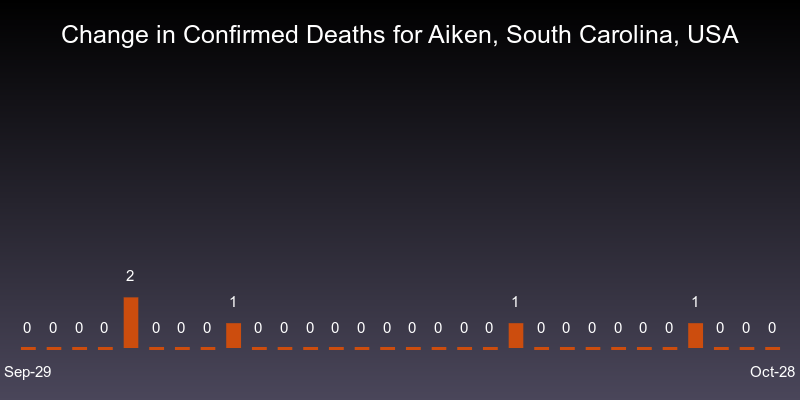 Change in Confirmed Deaths for Aiken, South Carolina, USA
2
1 1 1
0 0 0 0 0 0 0 0 0 0 0 0 0 0 0 0 0 0 0 0 0 0 0 0 0 0
Sep-29 Oct-28